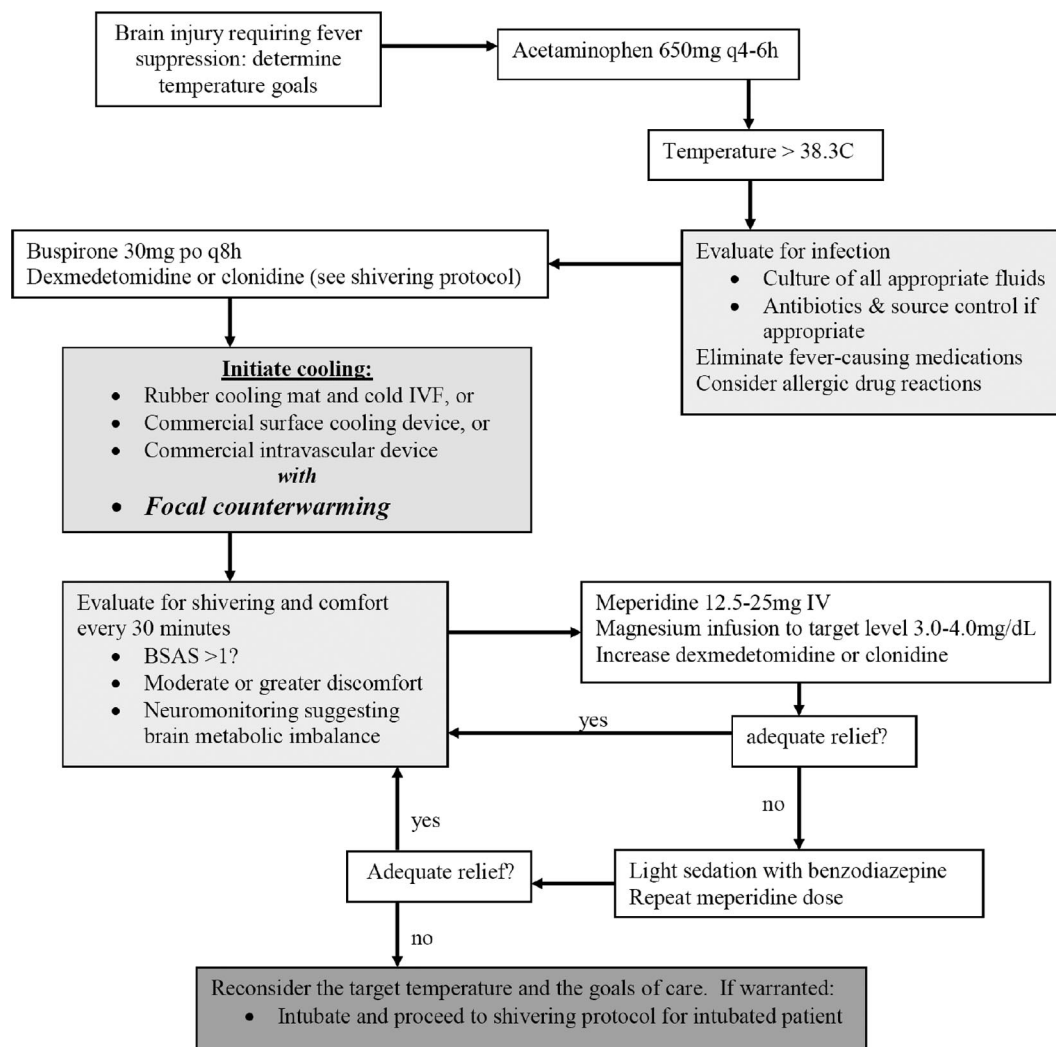 Brain injury requiring fever
suppression: determine
temperature goals
Acetaminophen 650mg q4-6h
Temperature > 38.3C
Evaluate for infection
• Culture of all appropriate fluids
• Antibiotics & source control if
appropriate
Eliminate fever-causing medications
Consider allergic drug reactions
Buspirone 30mg po q8h
Dexmedetomidine or clonidine (see shivering protocol)
Initiate cooling:
• Rubber cooling mat and cold IVF, or
• Commercial surface cooling device, or
• Commercial intravascular device
with
• Focal counterwarming
Evaluate for shivering and comfort
every 30 minutes
• BSAS >1?
• Moderate or greater discomfort
• Neuromonitoring suggesting
brain metabolic imbalance
Meperidine 12.5-25mg IV
Magnesium infusion to target level 3.0-4.0mg/dL
Increase dexmedetomidine or clonidine
yes
adequate relief?
no
Light sedation with benzodiazepine
Repeat meperidine dose
Adequate relief?
yes
no
Reconsider the target temperature and the goals of care.  If warranted:
• Intubate and proceed to shivering protocol for intubated patient